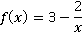 f(x) = 3 − 2/x